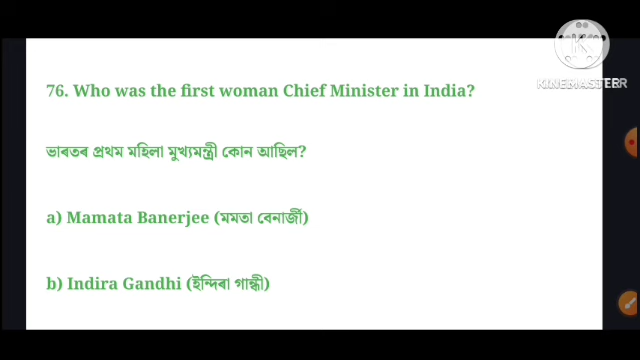 KINEMASTER
76. Who was the first woman Chief Minister in India?
ভাৰতৰ প্ৰথম মহিলা মুখ্যমন্ত্ৰী কোন আছিল?
a) Mamata Banerjee (মমতা বেনাৰ্জী)
b) Indira Gandhi (ইন্দিৰা গান্ধী)